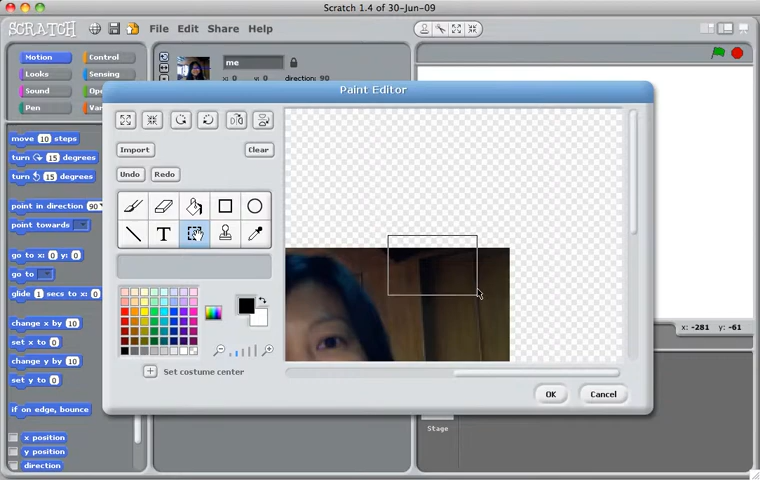 Scratch 1.4 of 30-Jun-09
SCRATCH File Edit Share Help
Motion Control
Looks Sensing
Sound
Pen
me
x: 0 y: 0 direction: 90
Paint Editor
Import Clear
Undo Redo
T
Set costume center
OK Cancel
move 10 steps
turn 15 degrees
turn 15 degrees
point in direction 90
point towards
go to x: 0 y: 0
go to
glide 1 secs to x: 0
change x by 10
set x to 0
change y by 10
set y to 0
if on edge, bounce
x position
y position
direction
x: -281 y: -61
Stage